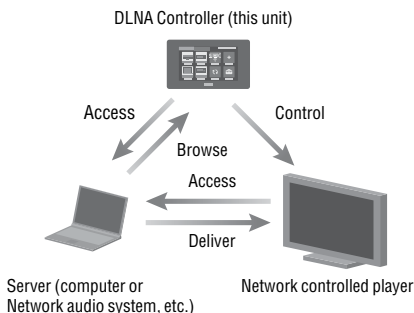 DLNA Controller (this unit)
Access
Control
Browse
Access
Deliver
Server (computer or
Network audio system, etc.)
Network controlled player